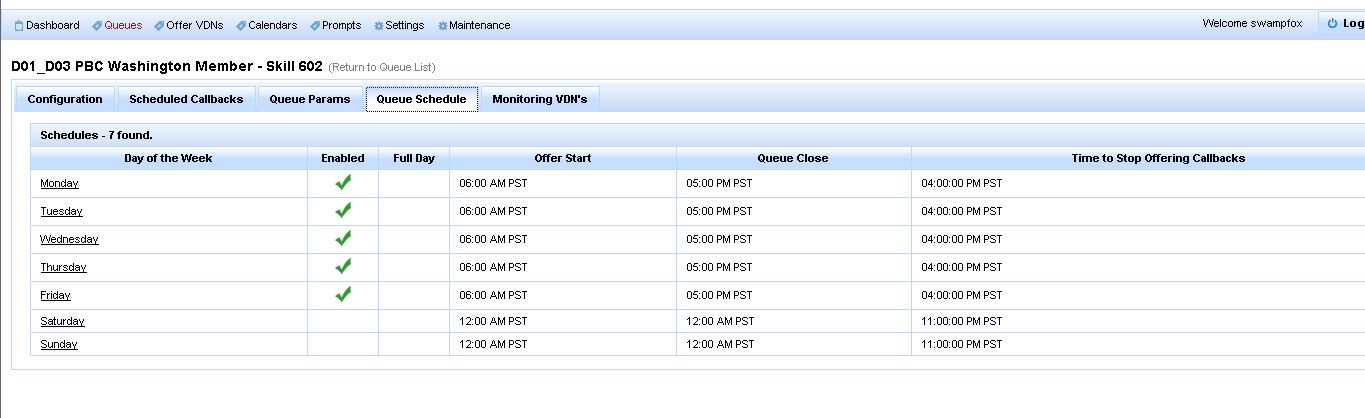 Dashboard Queues Offer VDNs Calendars Prompts Settings Maintenance Welcome swampfox Log
D01_D03 PBC Washington Member - Skill 602 (Return to Queue List)
Configuration Scheduled Callbacks Queue Params Queue Schedule Monitoring VDN's
Schedules - 7 found.
Day of the Week Enabled Full Day Offer Start Queue Close Time to Stop Offering Callbacks
Monday 06:00 AM PST 05:00 PM PST 04:00:00 PM PST
Tuesday 06:00 AM PST 05:00 PM PST 04:00:00 PM PST
Wednesday 06:00 AM PST 05:00 PM PST 04:00:00 PM PST
Thursday 06:00 AM PST 05:00 PM PST 04:00:00 PM PST
Friday 06:00 AM PST 05:00 PM PST 04:00:00 PM PST
Saturday 12:00 AM PST 12:00 AM PST 11:00:00 PM PST
Sunday 12:00 AM PST 12:00 AM PST 11:00:00 PM PST